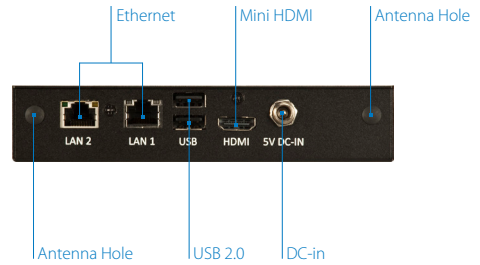 Ethernet
Mini HDMI
Antenna Hole
LAN 2
LAN 1
USB
HDMI
5V DC-IN
Antenna Hole
USB 2.0
DC-in